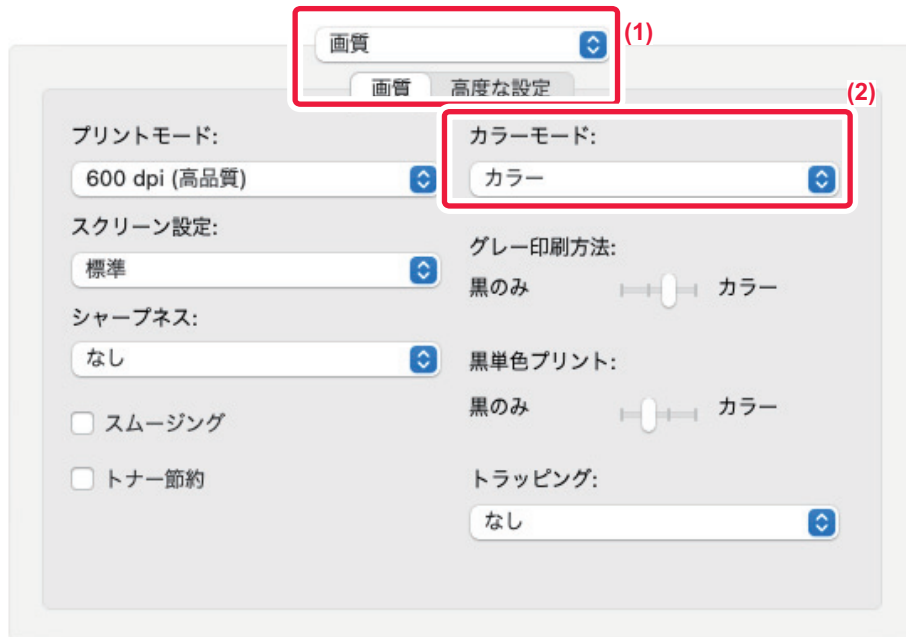 画質
(1)
画質
高度な設定
(2)
プリントモード:
600 dpi (高品質)
スクリーン設定:
標準
シャープネス:
なし
スムージング
トナー節約
カラーモード:
カラー
グレー印刷方法:
黒のみ カラー
黒単色プリント:
黒のみ カラー
トラッピング:
なし